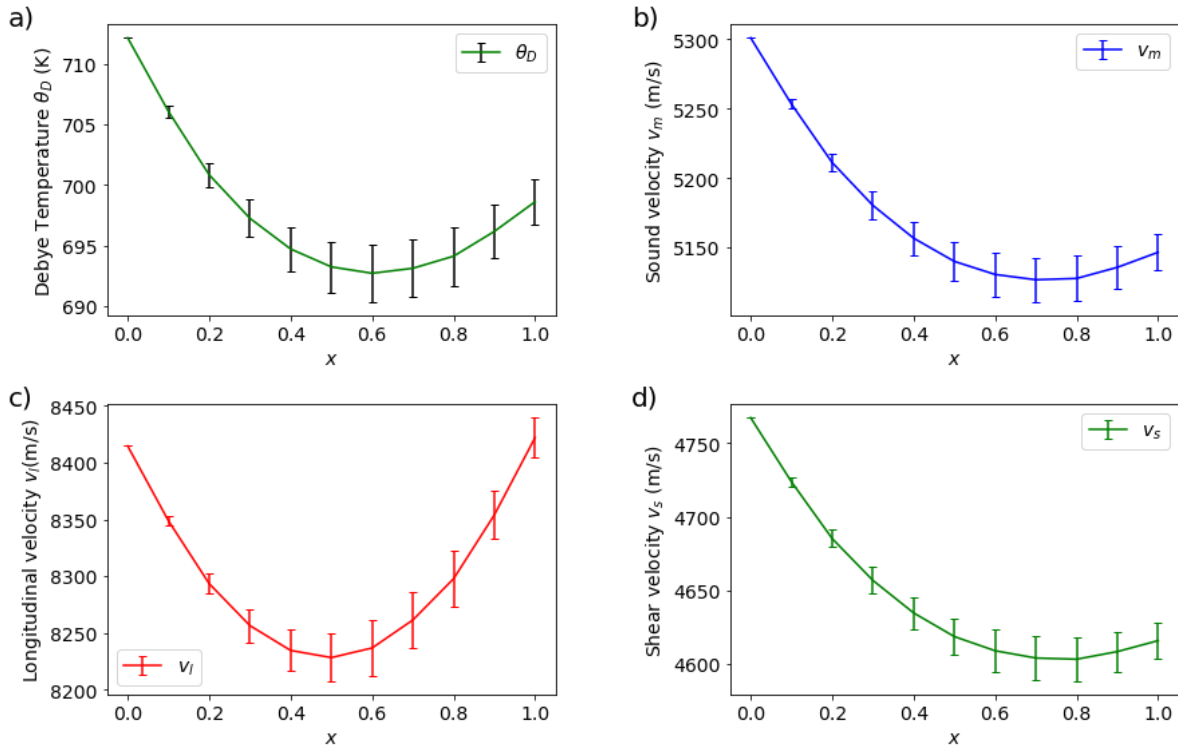 a)
Debye Temperature θ_D (K)
710
705
700
695
690
θ_D
0.0 0.2 0.4 0.6 0.8 1.0
x
b)
Sound velocity v_m (m/s)
5300
5250
5200
5150
v_m
0.0 0.2 0.4 0.6 0.8 1.0
x
c)
Longitudinal velocity v_l(m/s)
8450
8400
8350
8300
8250
8200
v_l
0.0 0.2 0.4 0.6 0.8 1.0
x
d)
Shear velocity v_s (m/s)
4750
4700
4650
4600
v_s
0.0 0.2 0.4 0.6 0.8 1.0
x